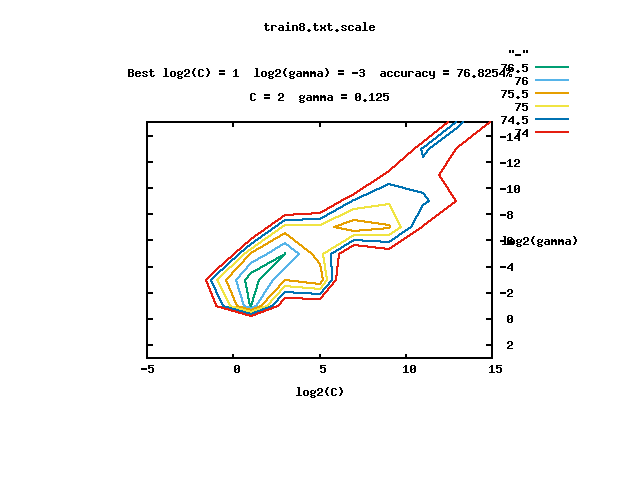 train8.txt.scale
"-"
Best log2(C) = 1 log2(gamma) = -3 accuracy = 76.8254%
76.5
76
75.5
75
74.5
74
C = 2 gamma = 0.125
-14
-12
-10
-8
-6
log2(gamma)
-4
-2
0
2
-5 0 5 10 15
log2(C)